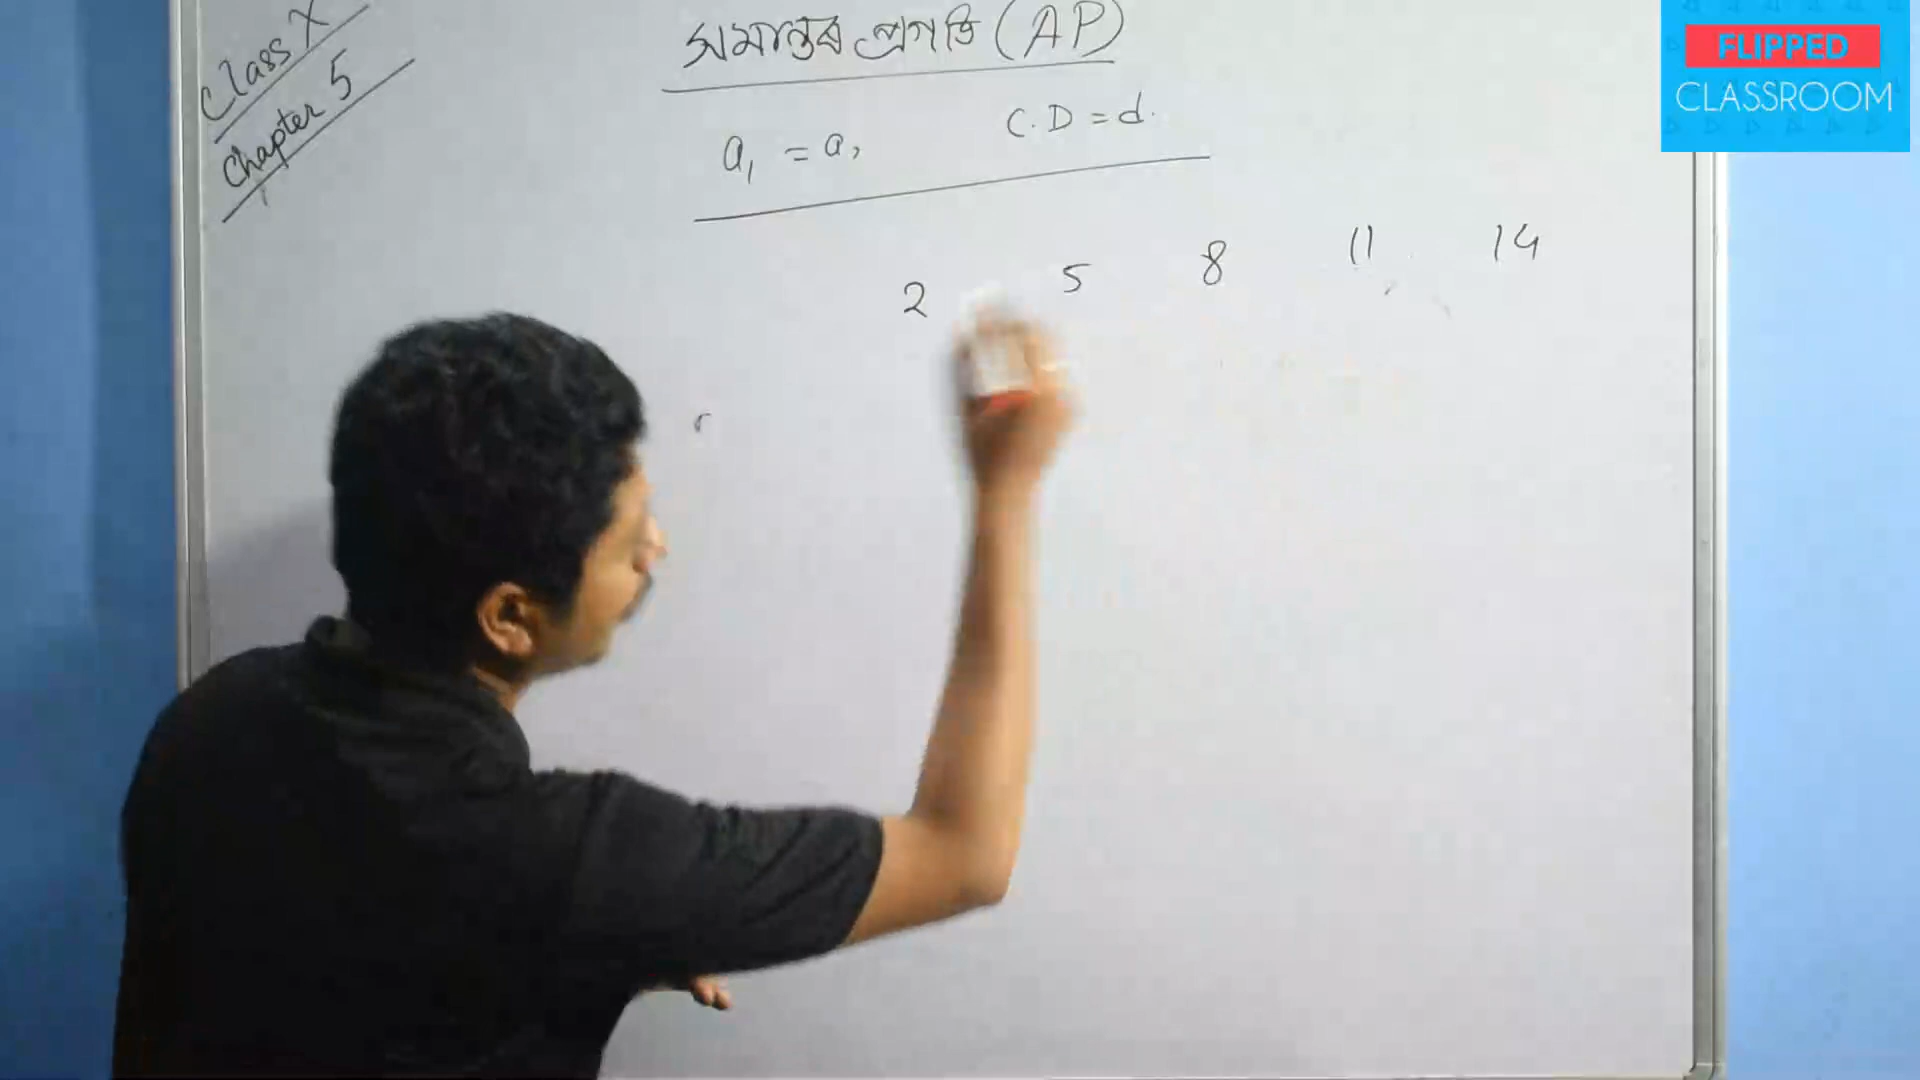 Class X
Chapter 5
সমান্তৰ প্ৰগতি (AP)
a₁ = a, C.D = d.
2 5 8 11 14
FLIPPED
CLASSROOM